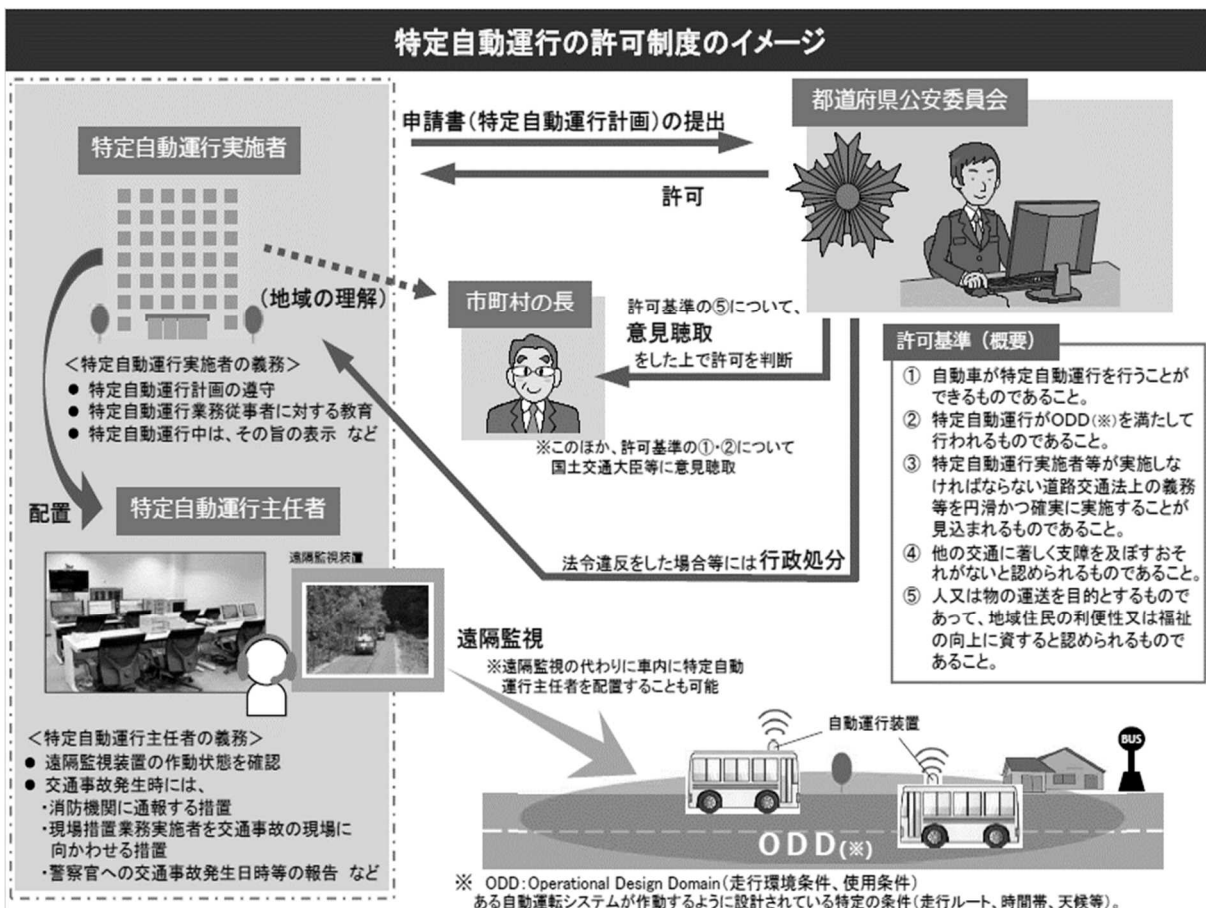 特定自動運行の許可制度のイメージ
特定自動運行実施者
申請書(特定自動運行計画)の提出
許可
都道府県公安委員会
(地域の理解)
市町村の長
許可基準の⑤について、
意見聴取
をした上で許可を判断
※このほか、許可基準の①・②について
国土交通大臣等に意見聴取
<特定自動運行実施者の義務>
● 特定自動運行計画の遵守
● 特定自動運行業務従事者に対する教育
● 特定自動運行中は、その旨の表示 など
許可基準(概要)
① 自動車が特定自動運行を行うことが
できるものであること。
② 特定自動運行がODD(※)を満たして
行われるものであること。
③ 特定自動運行実施者等が実施しな
ければならない道路交通法上の義務
等を円滑かつ確実に実施することが
見込まれるものであること。
④ 他の交通に著しく支障を及ぼすおそ
れがないと認められるものであること。
⑤ 人又は物の運送を目的とするもので
あって、地域住民の利便性又は福祉
の向上に資すると認められるもので
あること。
配置
特定自動運行主任者
遠隔監視装置
法令違反をした場合等には行政処分
遠隔監視
※遠隔監視の代わりに車内に特定自動
運行主任者を配置することも可能
<特定自動運行主任者の義務>
● 遠隔監視装置の作動状態を確認
● 交通事故発生時には、
・消防機関に通報する措置
・現場措置業務実施者を交通事故の現場に
向かわせる措置
・警察官への交通事故発生日時等の報告 など
自動運行装置
BUS
ODD(※)
※ ODD:Operational Design Domain(走行環境条件、使用条件)
ある自動運転システムが作動するように設計されている特定の条件(走行ルート、時間帯、天候等)。